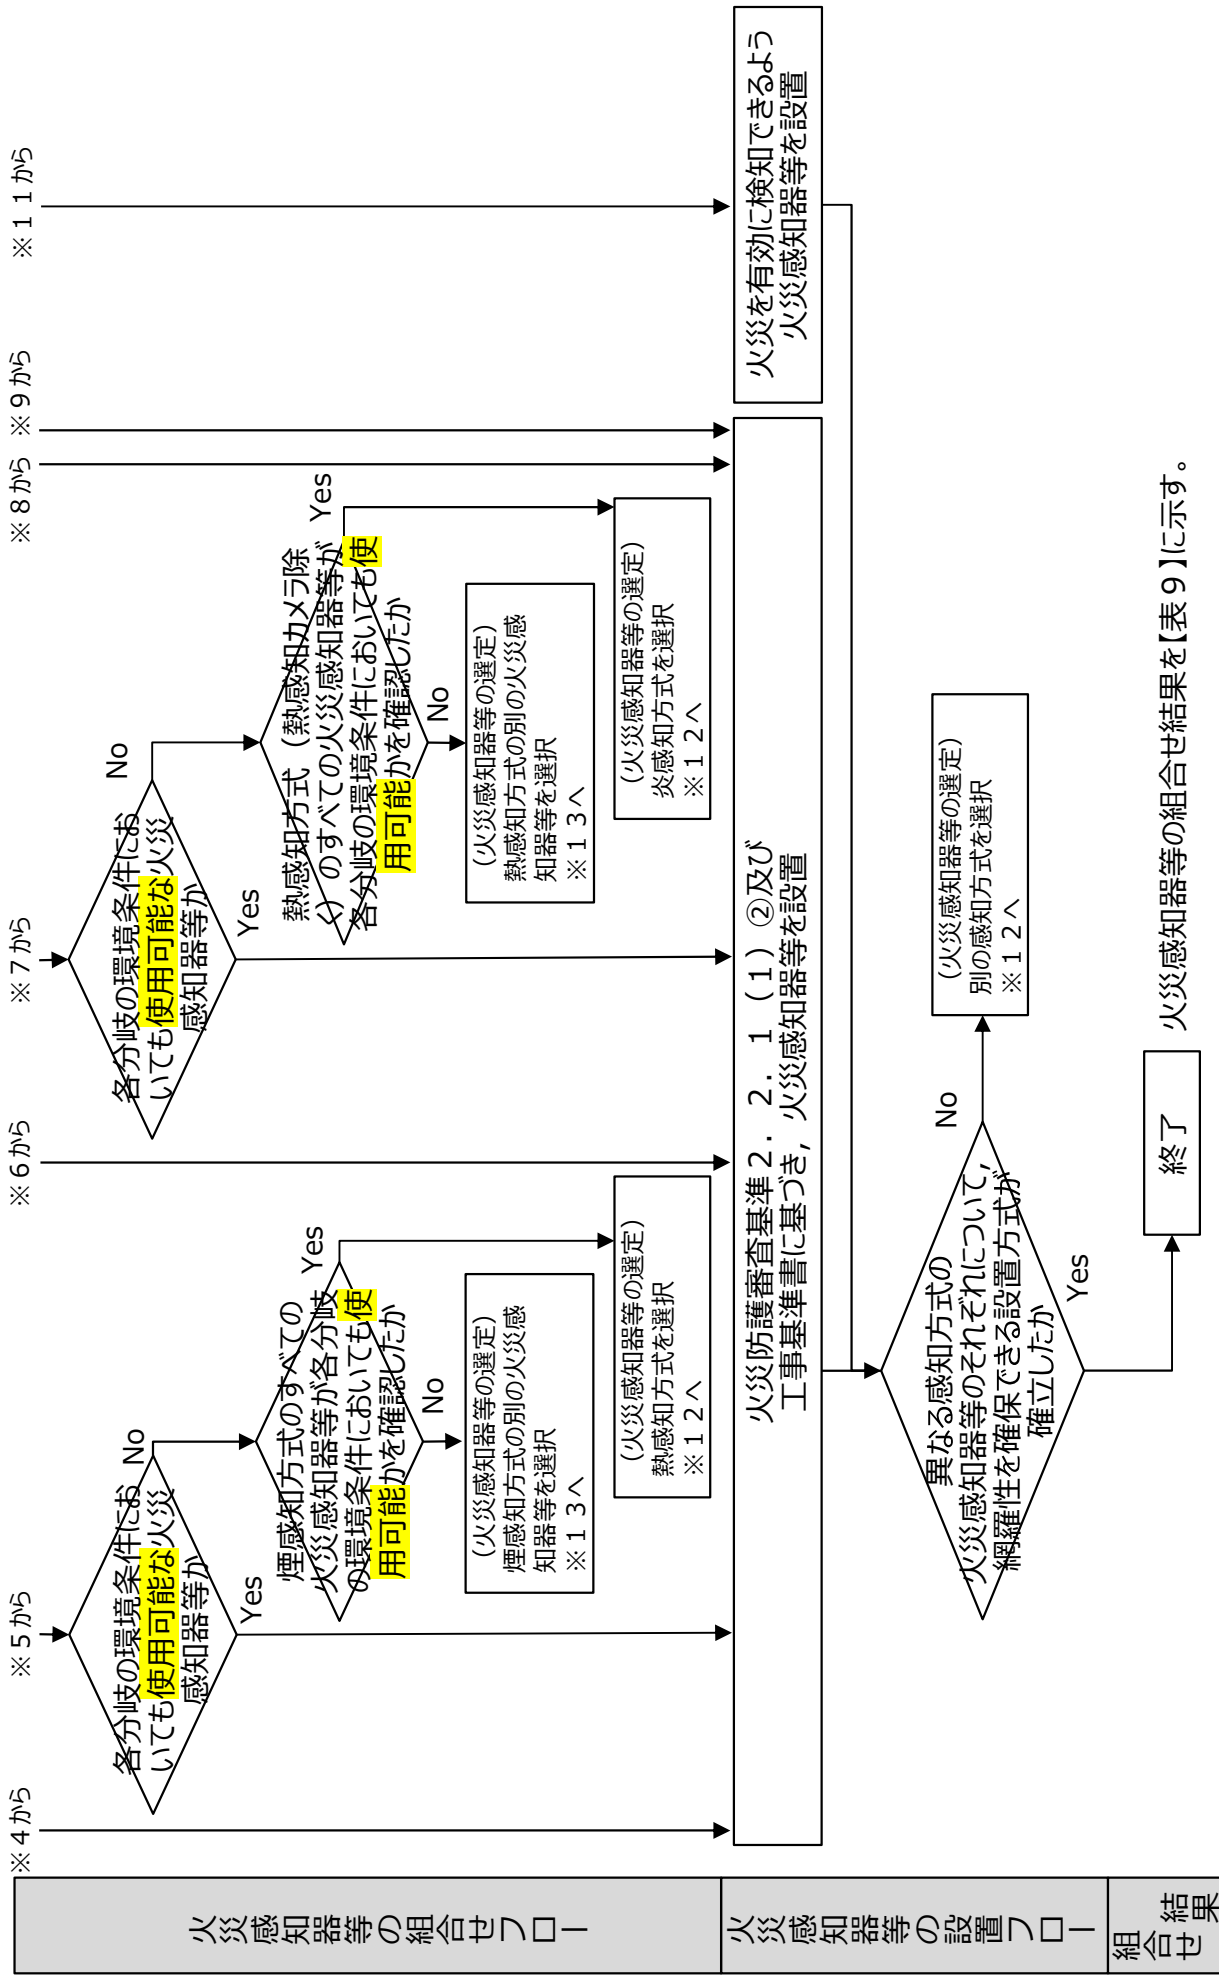 火災感知器等の組合せフロー
火災感知器等の設置フロー
組合せ
結果
※４から
※５から
※６から
※７から
※８から
※９から
※１１から
各分岐の環境条件にお
いても使用可能な火災
感知器等か
No
Yes
煙感知方式のすべての
火災感知器等が各分岐
の環境条件においても使
用可能かを確認したか
Yes
No
（火災感知器等の選定）
煙感知方式の別の火災感
知器等を選択
※１３へ
（火災感知器等の選定）
熱感知方式を選択
※１２へ
各分岐の環境条件にお
いても使用可能な火災
感知器等か
No
Yes
熱感知方式（熱感知カメラ除
く）のすべての火災感知器等が
各分岐の環境条件においても使
用可能かを確認したか
Yes
No
（火災感知器等の選定）
熱感知方式の別の火災感
知器等を選択
※１３へ
（火災感知器等の選定）
炎感知方式を選択
※１２へ
火災防護審査基準２．２．１（１）②及び
工事基準書に基づき，火災感知器等を設置
火災を有効に検知できるよう
火災感知器等を設置
異なる感知方式の
火災感知器等のそれぞれについて，
網羅性を確保できる設置方式が
確立したか
No
Yes
（火災感知器等の選定）
別の感知方式を選択
※１２へ
終了
火災感知器等の組合せ結果を【表９】に示す。